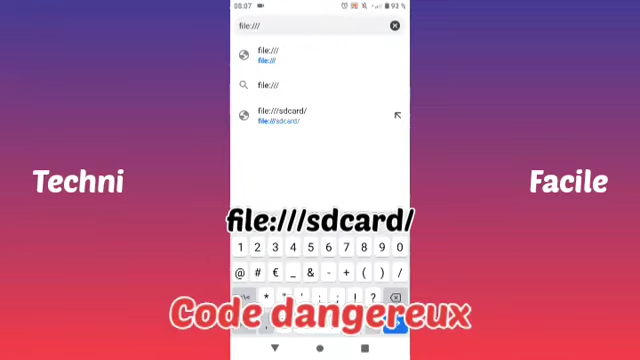 08.07 93 %
file:///
file:///
file:///
file:///
file:///sdcard/
file:///sdcard/
Techni Facile
file:///sdcard/
1 2 3 4 5 6 7 8 9 0
@ # € _ & - + ( ) /
* " ' : ; ! ?
Code dangereux